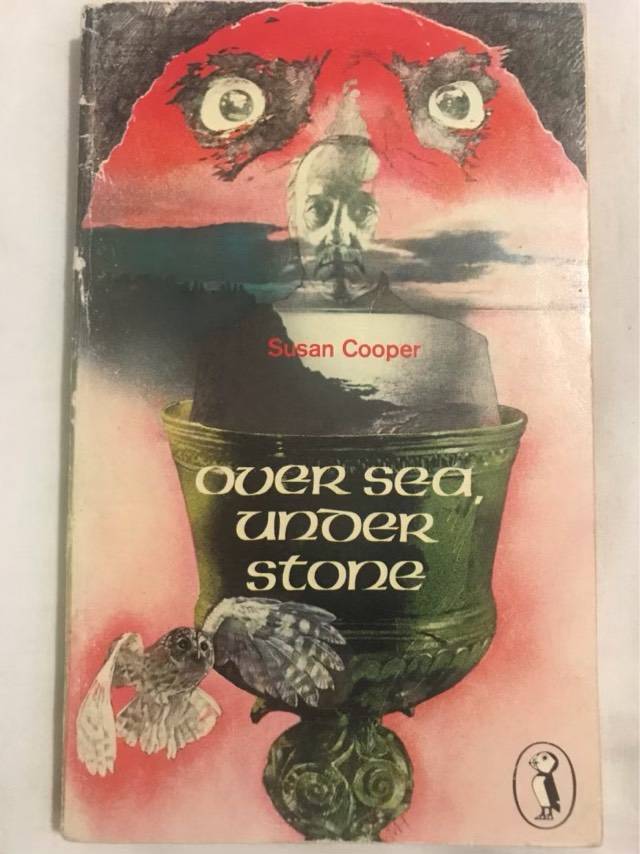 Susan Cooper
over sea,
under
stone